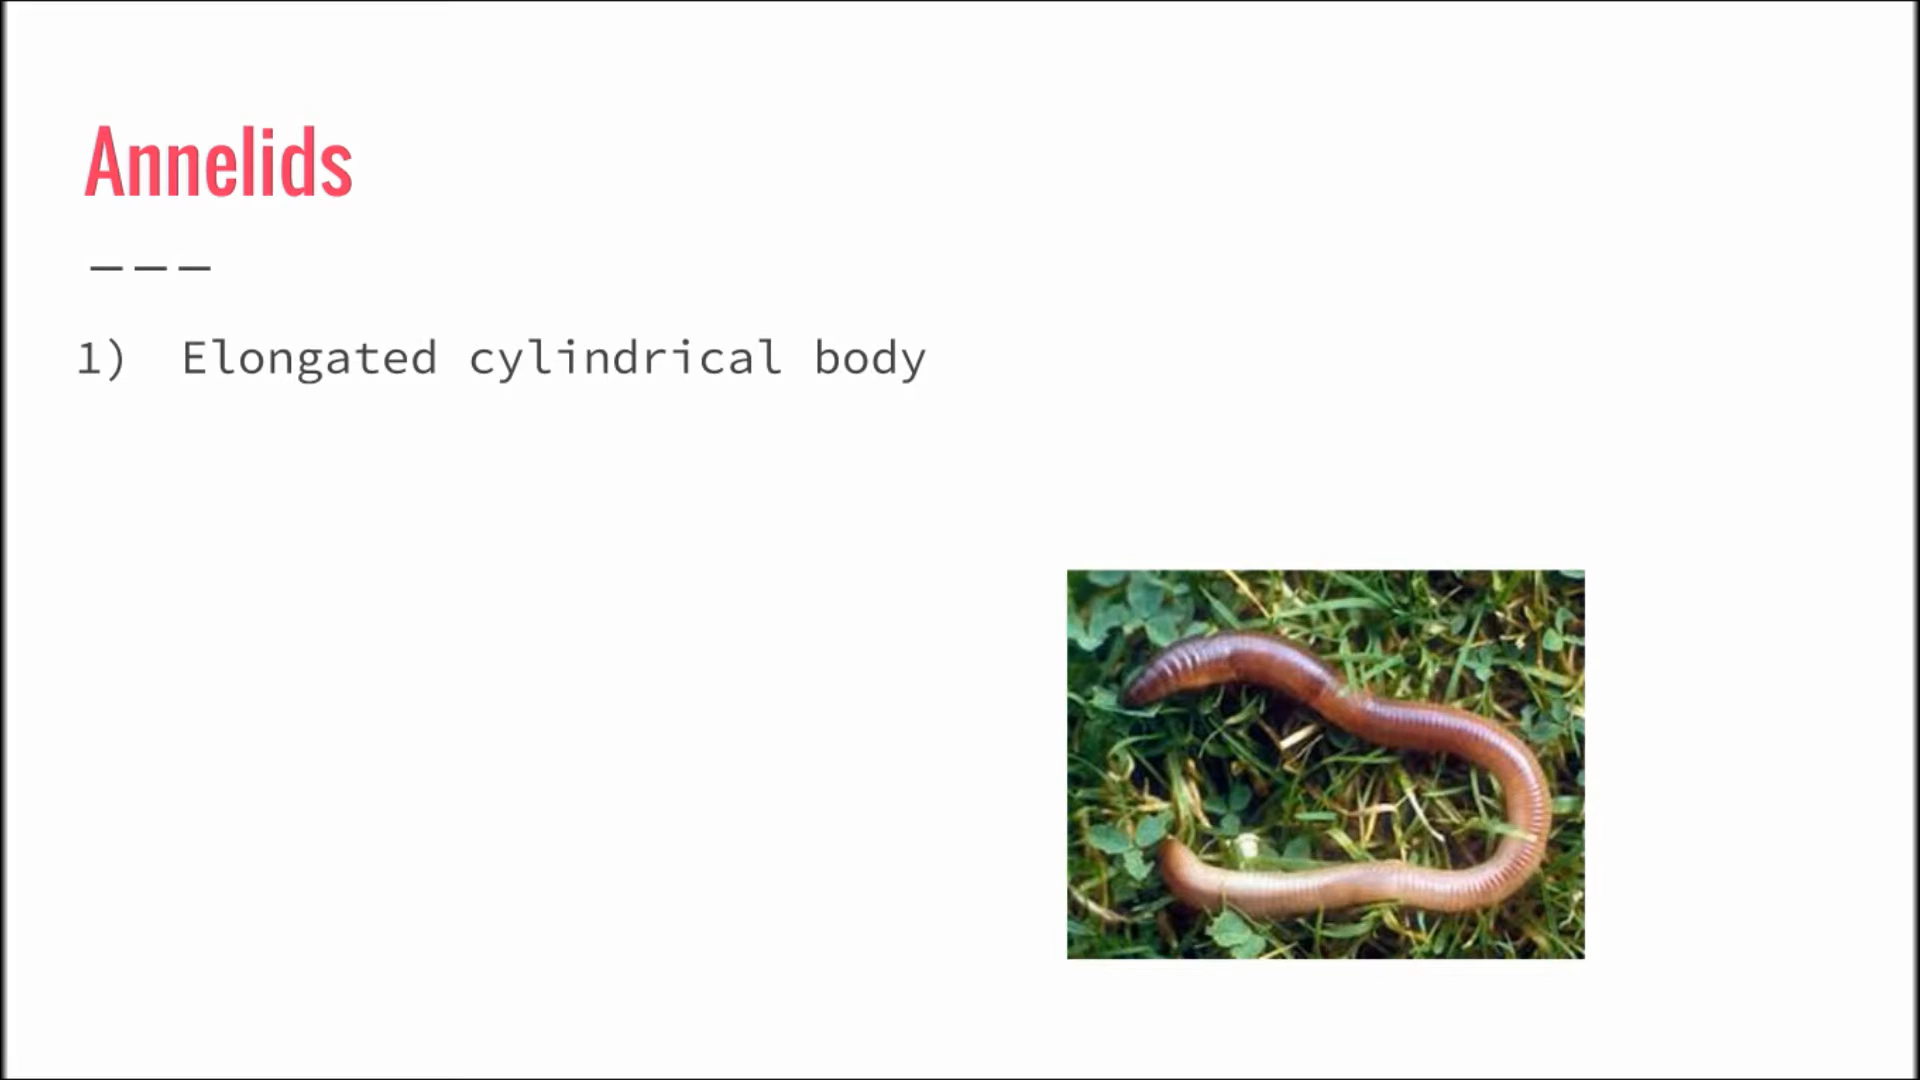 Annelids
———
1) Elongated cylindrical body